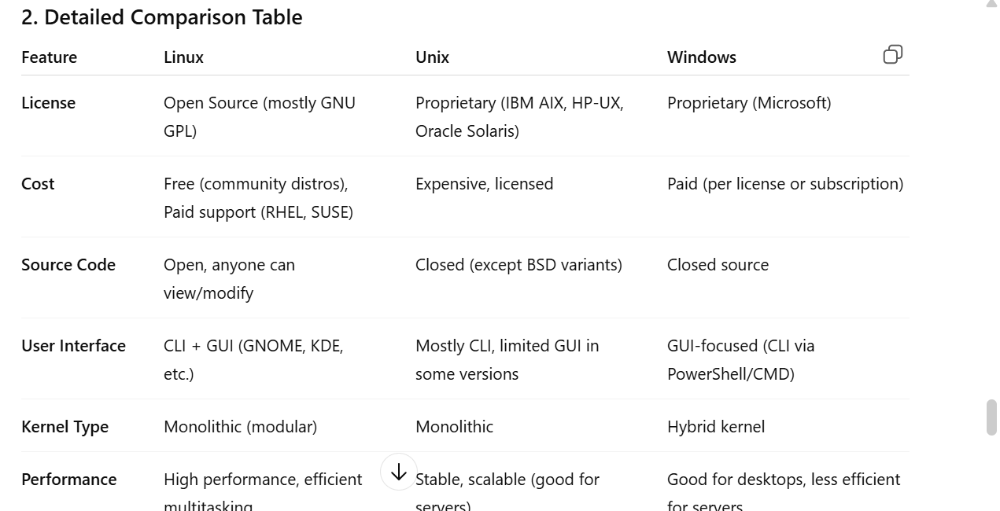 2. Detailed Comparison Table
Feature Linux Unix Windows
License Open Source (mostly GNU Proprietary (IBM AIX, HP-UX, Proprietary (Microsoft)
GPL) Oracle Solaris)
Cost Free (community distros), Expensive, licensed Paid (per license or subscription)
Paid support (RHEL, SUSE)
Source Code Open, anyone can Closed (except BSD variants) Closed source
view/modify
User Interface CLI + GUI (GNOME, KDE, Mostly CLI, limited GUI in GUI-focused (CLI via
etc.) some versions PowerShell/CMD)
Kernel Type Monolithic (modular) Monolithic Hybrid kernel
Performance High performance, efficient Stable, scalable (good for Good for desktops, less efficient
multitasking servers) for servers